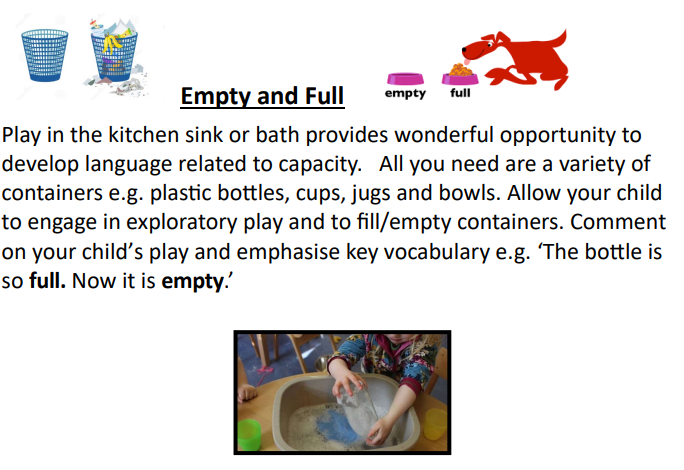 empty full
Empty and Full
Play in the kitchen sink or bath provides wonderful opportunity to
develop language related to capacity.   All you need are a variety of
containers e.g. plastic bottles, cups, jugs and bowls. Allow your child
to engage in exploratory play and to fill/empty containers. Comment
on your child’s play and emphasise key vocabulary e.g. ‘The bottle is
so full. Now it is empty.’